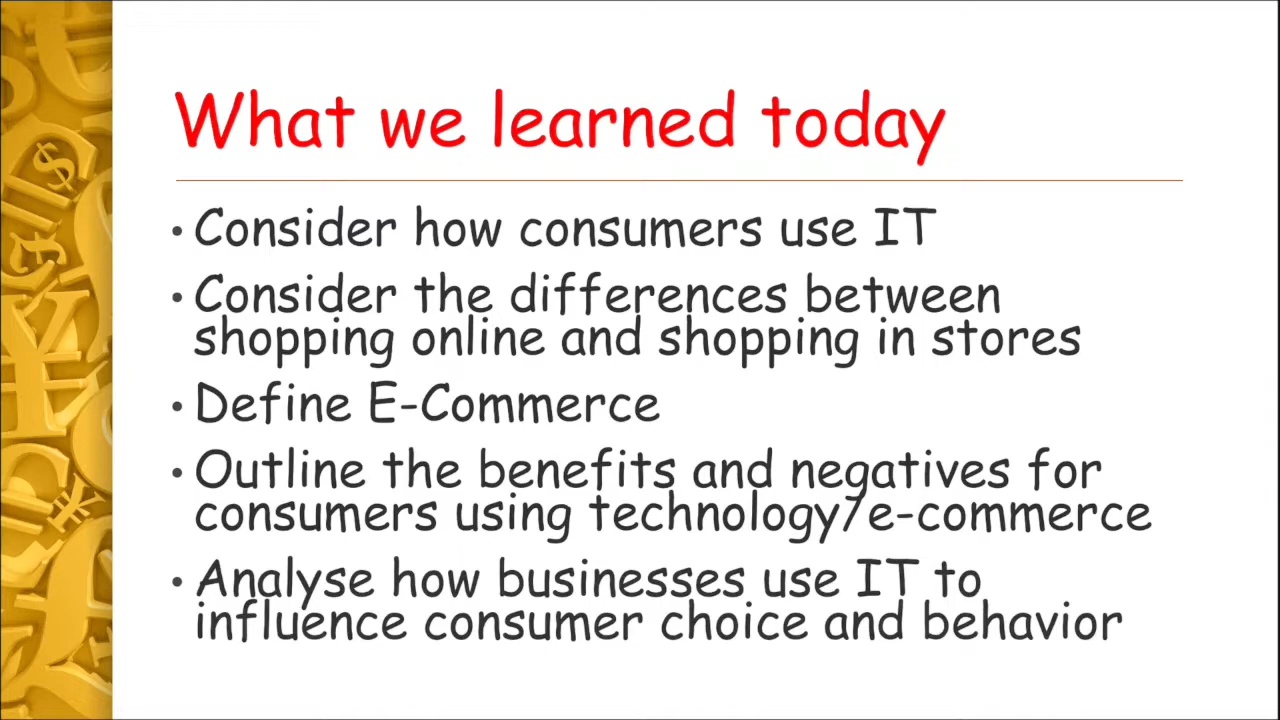 What we learned today
• Consider how consumers use IT
• Consider the differences between
shopping online and shopping in stores
• Define E-Commerce
• Outline the benefits and negatives for
consumers using technology/e-commerce
• Analyse how businesses use IT to
influence consumer choice and behavior